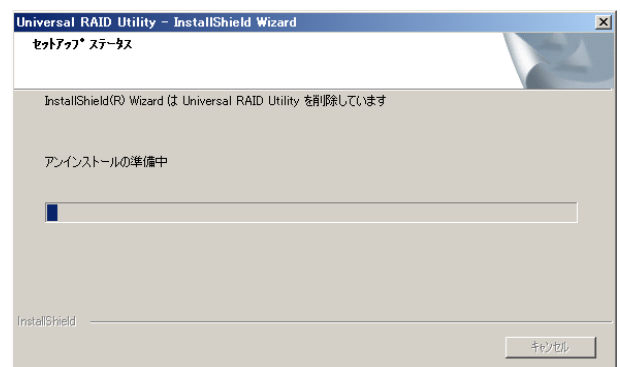 Universal RAID Utility - InstallShield Wizard
セットアップ ステータス
InstallShield(R) Wizard は Universal RAID Utility を削除しています
アンインストールの準備中
InstallShield
キャンセル